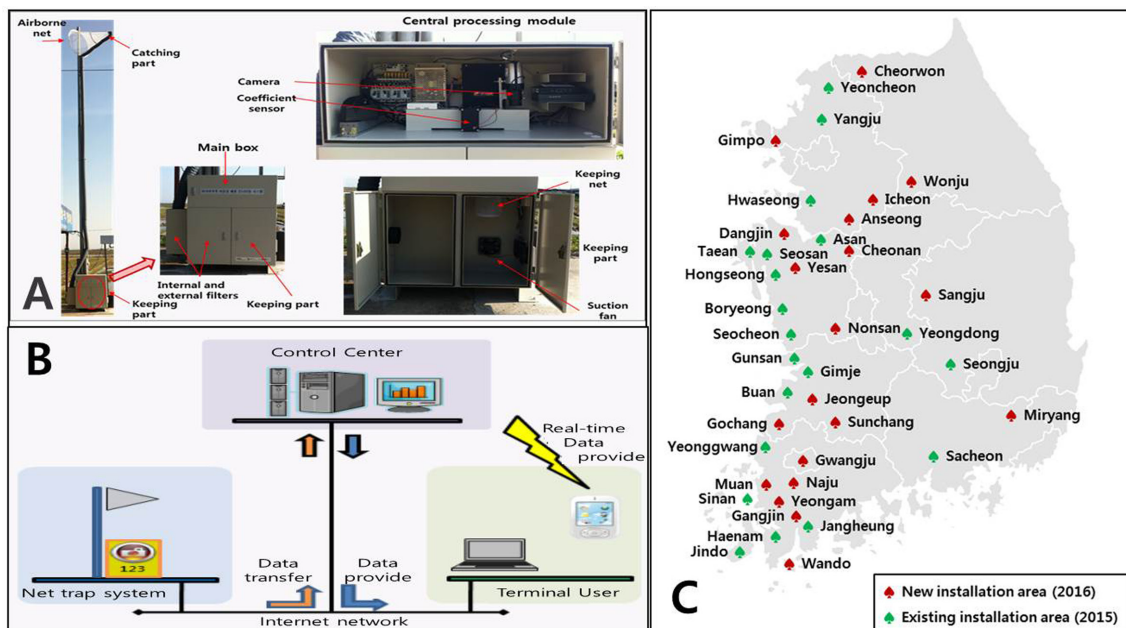 Airborne
net
Catching
part
Central processing module
Camera
Coefficient
sensor
Main box
Keeping net
Keeping
part
Internal and
external filters
Keeping part
Keeping
part
Suction
fan
A
B
Control Center
Real-time
Data
provide
123
Net trap system
Data
transfer
Data
provide
Terminal User
Internet network
Cheorwon
Yeoncheon
Yangju
Gimpo
Wonju
Hwaseong
Icheon
Anseong
Dangjin
Asan
Taean
Seosan
Cheonan
Hongseong
Yesan
Sangju
Boryeong
Seocheon
Nonsan
Yeongdong
Gunsan
Gimje
Seongju
Buan
Jeongeup
Gochang
Sunchang
Miryang
Yeonggwang
Gwangju
Sacheon
Muan
Naju
Sinan
Yeongam
Gangjin
Jangheung
Haenam
Jindo
Wando
C
New installation area (2016)
Existing installation area (2015)